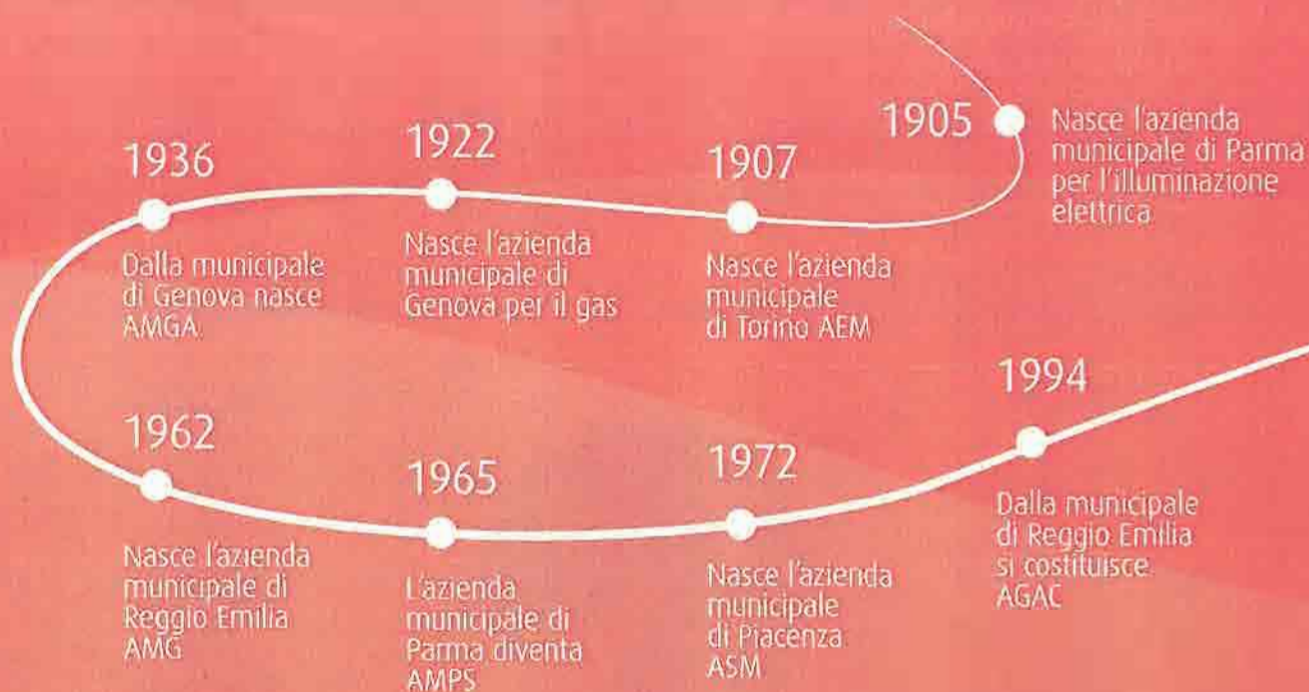 1905
Nasce l'azienda
municipale di Parma
per l'illuminazione
elettrica
1907
Nasce l'azienda
municipale
di Torino AEM
1922
Nasce l'azienda
municipale di
Genova per il gas
1936
Dalla municipale
di Genova nasce
AMGA
1962
Nasce l'azienda
municipale di
Reggio Emilia
AMG
1965
L'azienda
municipale di
Parma diventa
AMPS
1972
Nasce l'azienda
municipale
di Piacenza
ASM
1994
Dalla municipale
di Reggio Emilia
si costituisce
AGAC